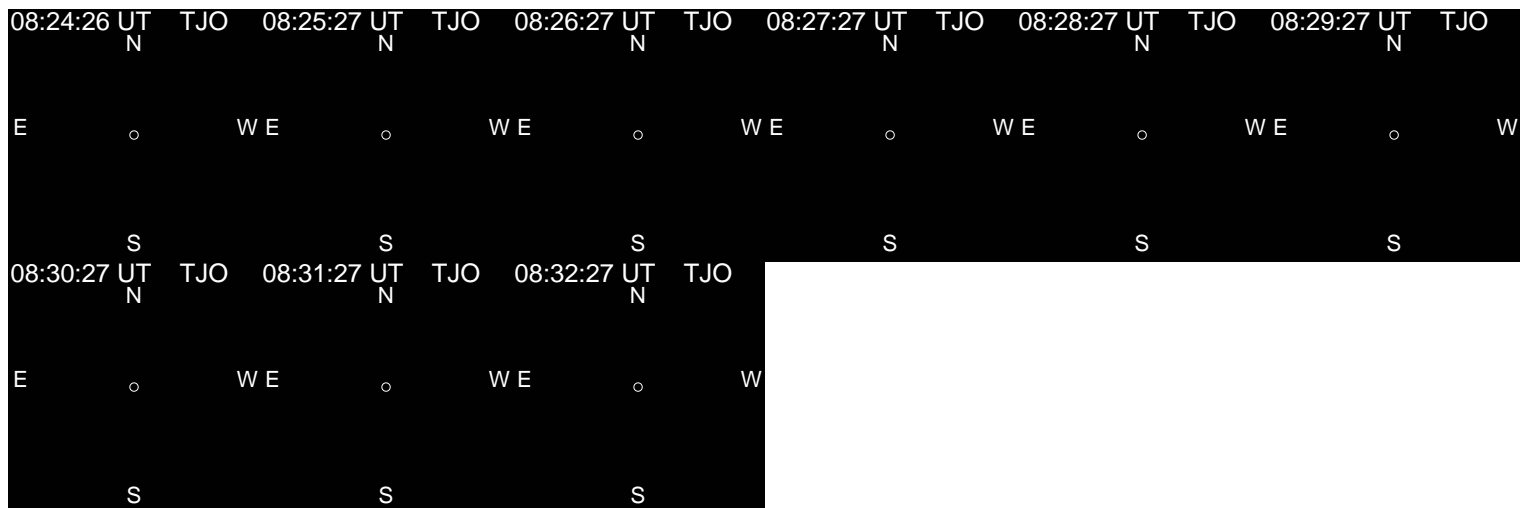 08:24:26 UT TJO 08:25:27 UT TJO 08:26:27 UT TJO 08:27:27 UT TJO 08:28:27 UT TJO 08:29:27 UT TJO
N N N N N N
E W E W E W E W E W E W
S S S S S S
08:30:27 UT TJO 08:31:27 UT TJO 08:32:27 UT TJO
N N N
E W E W E W
S S S